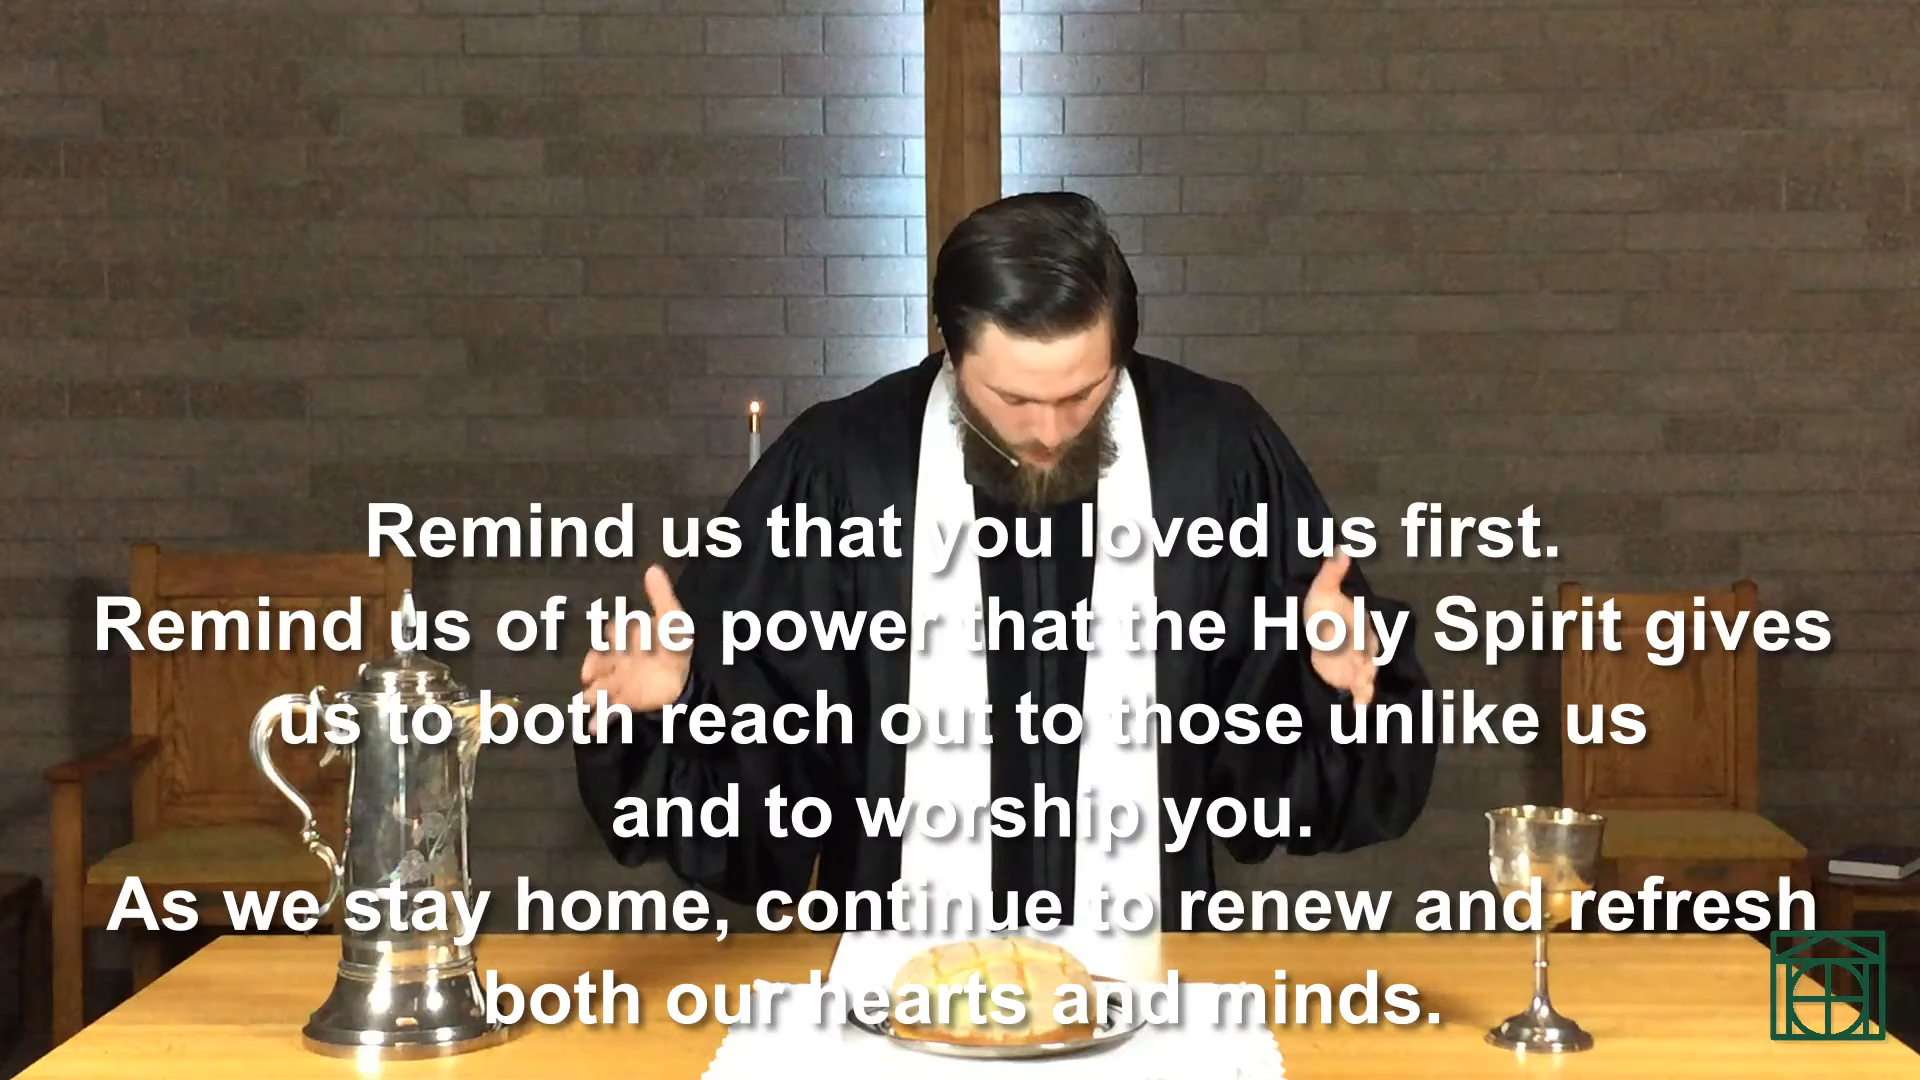 Remind us that you loved us first.
Remind us of the power that the Holy Spirit gives
us to both reach out to those unlike us
and to worship you.
As we stay home, continue to renew and refresh
both our hearts and minds.